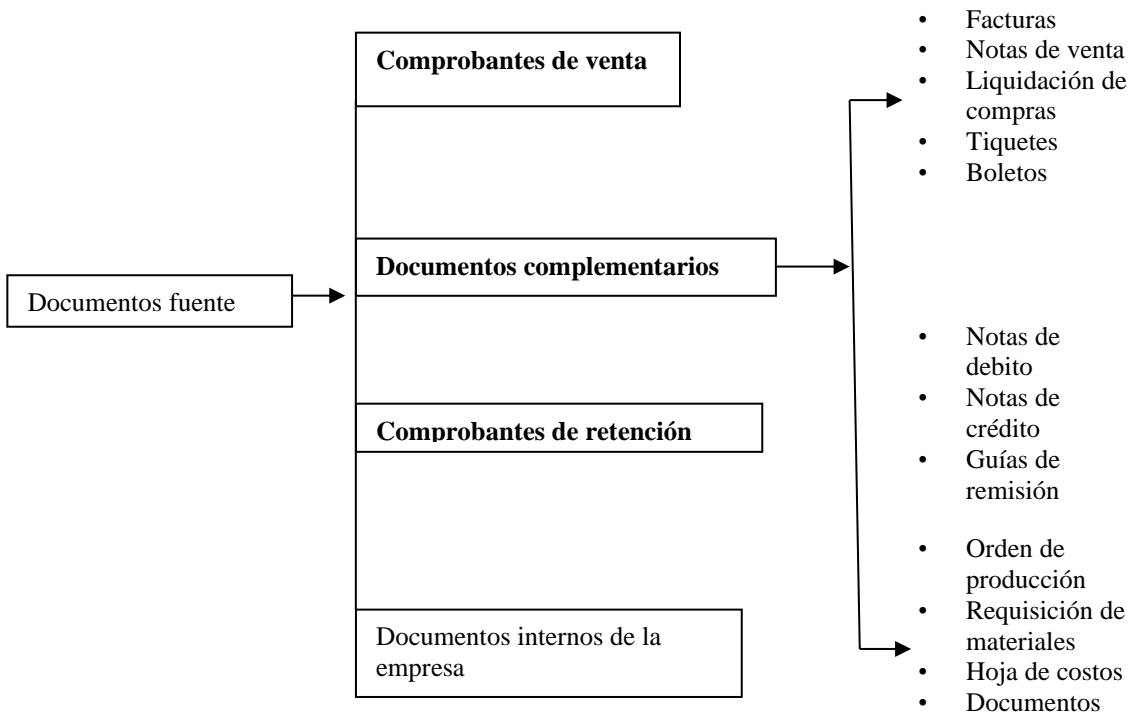 Documentos fuente
Comprobantes de venta
Documentos complementarios
Comprobantes de retención
Documentos internos de la
empresa
• Facturas
• Notas de venta
• Liquidación de
compras
• Tiquetes
• Boletos
• Notas de
debito
• Notas de
crédito
• Guías de
remisión
• Orden de
producción
• Requisición de
materiales
• Hoja de costos
• Documentos